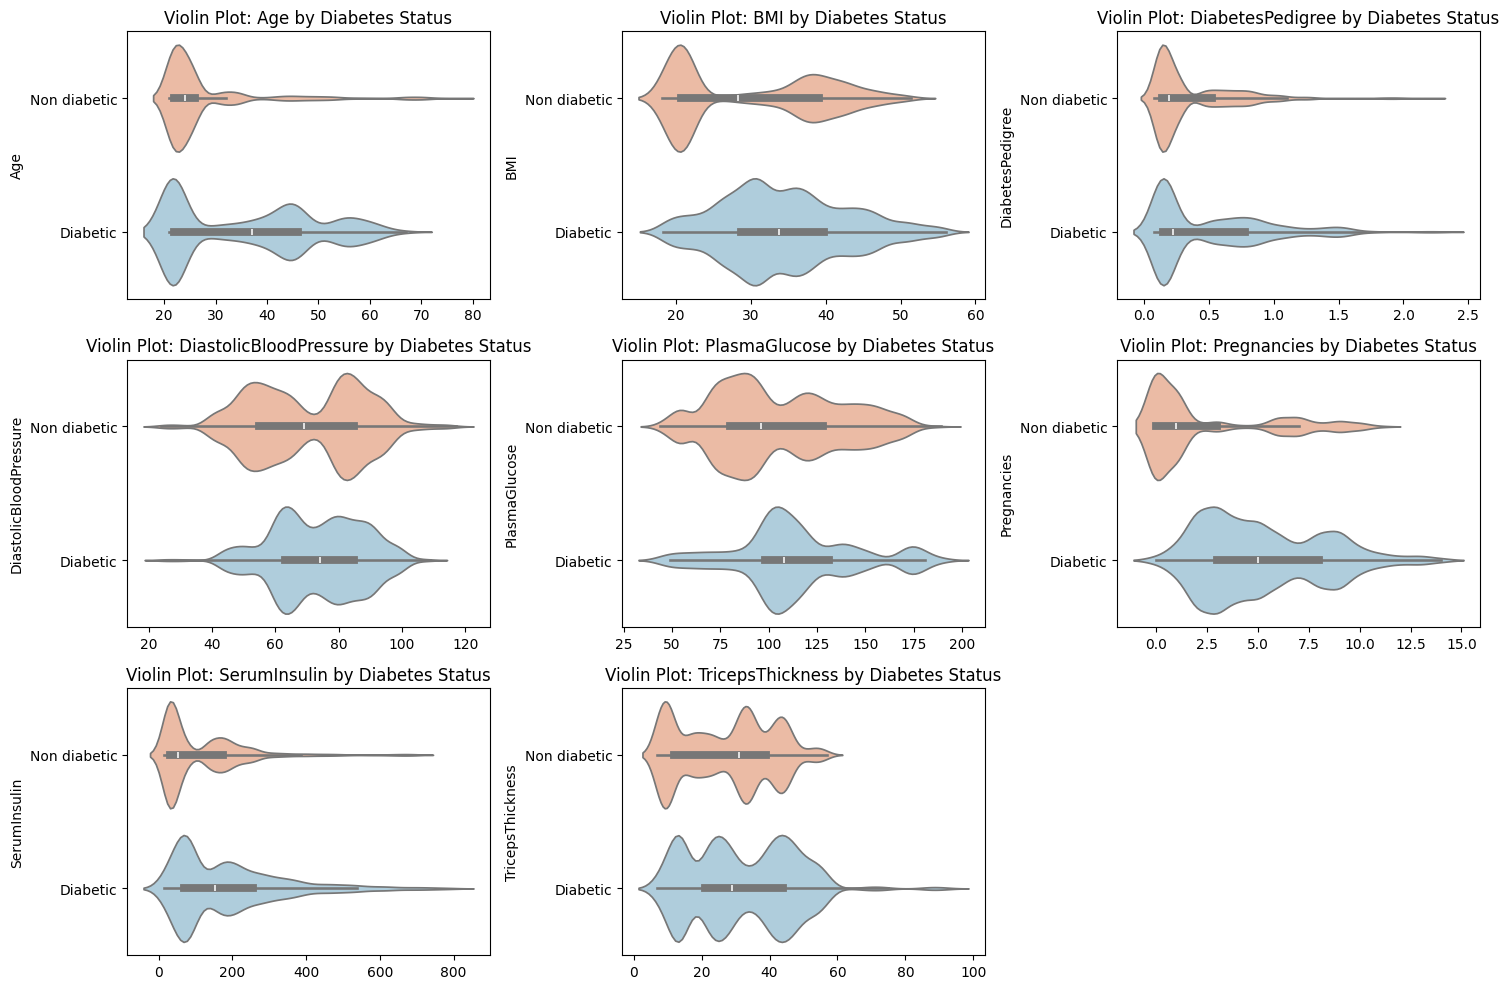 Violin Plot: Age by Diabetes Status
Age
Non diabetic
Diabetic
20 30 40 50 60 70 80
Violin Plot: BMI by Diabetes Status
BMI
Non diabetic
Diabetic
20 30 40 50 60
Violin Plot: DiabetesPedigree by Diabetes Status
DiabetesPedigree
Non diabetic
Diabetic
0.0 0.5 1.0 1.5 2.0 2.5
Violin Plot: DiastolicBloodPressure by Diabetes Status
DiastolicBloodPressure
Non diabetic
Diabetic
20 40 60 80 100 120
Violin Plot: PlasmaGlucose by Diabetes Status
PlasmaGlucose
Non diabetic
Diabetic
25 50 75 100 125 150 175 200
Violin Plot: Pregnancies by Diabetes Status
Pregnancies
Non diabetic
Diabetic
0.0 2.5 5.0 7.5 10.0 12.5 15.0
Violin Plot: SerumInsulin by Diabetes Status
SerumInsulin
Non diabetic
Diabetic
0 200 400 600 800
Violin Plot: TricepsThickness by Diabetes Status
TricepsThickness
Non diabetic
Diabetic
0 20 40 60 80 100